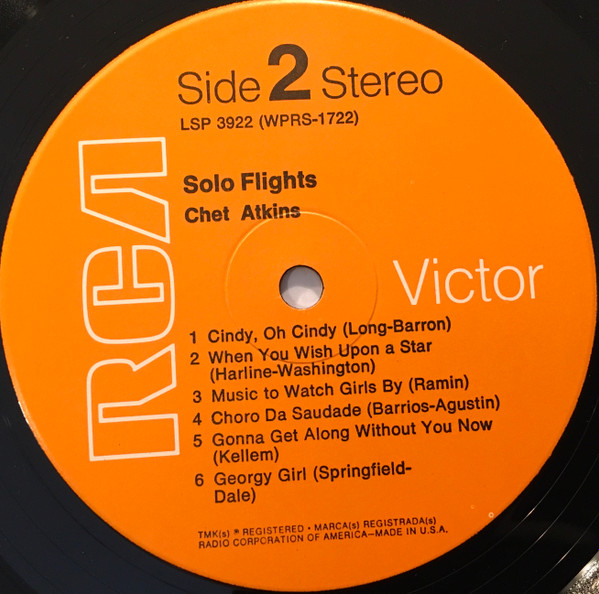 Side 2 Stereo
LSP 3922 (WPRS-1722)
Solo Flights
Chet Atkins
RCA
Victor
1 Cindy, Oh Cindy (Long-Barron)
2 When You Wish Upon a Star
(Harline-Washington)
3 Music to Watch Girls By (Ramin)
4 Choro Da Saudade (Barrios-Agustin)
5 Gonna Get Along Without You Now
(Kellem)
6 Georgy Girl (Springfield-
Dale)
TMK(s) ® REGISTERED • MARCA(s) REGISTRADA(s)
RADIO CORPORATION OF AMERICA—MADE IN U.S.A.